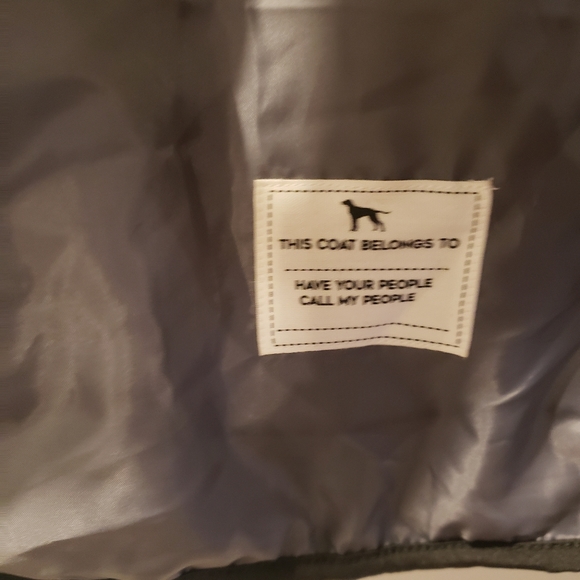 THIS COAT BELONGS TO
HAVE YOUR PEOPLE
CALL MY PEOPLE